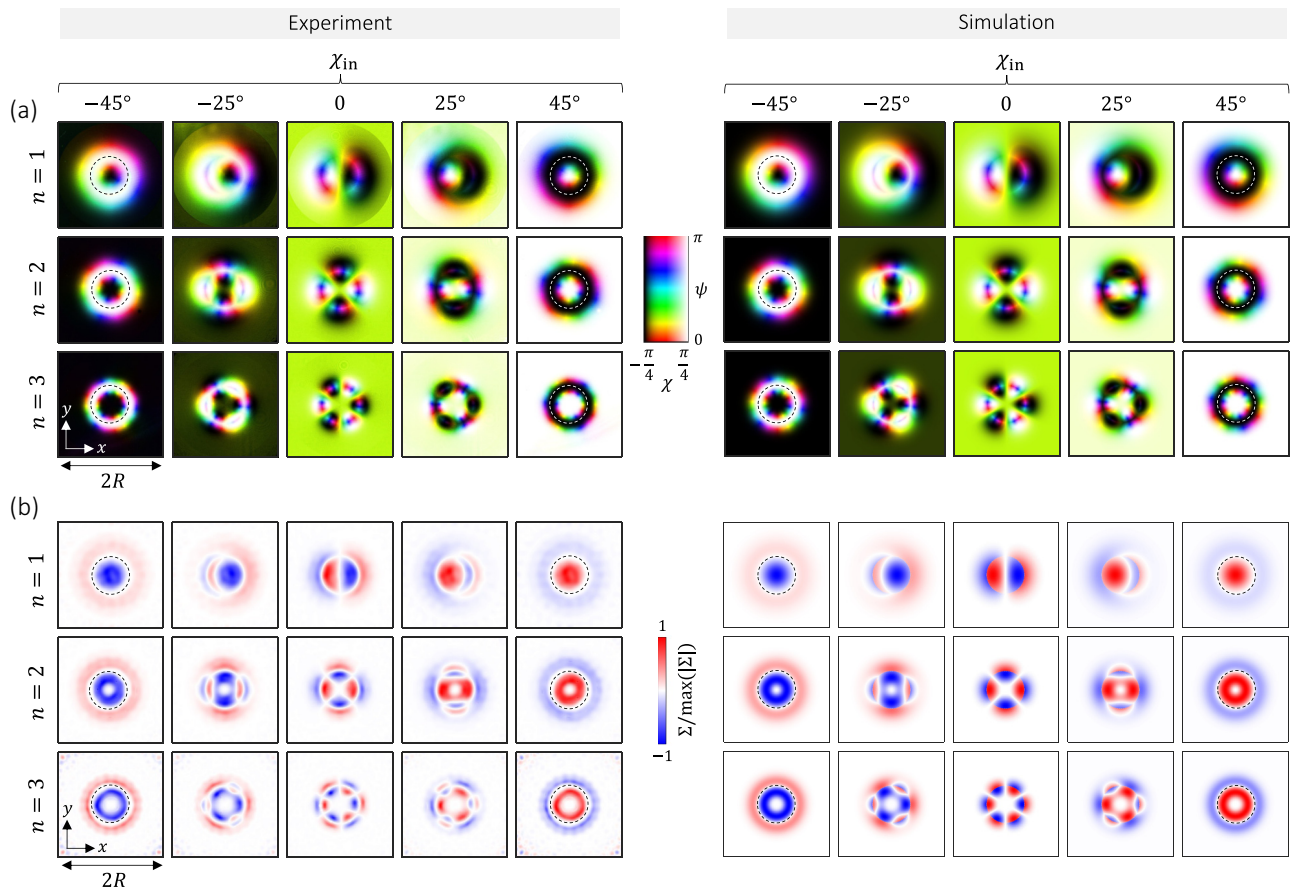 Experiment
Simulation
χin
χin
−45°
−25°
0
25°
45°
−45°
−25°
0
25°
45°
(a)
n = 1
n = 2
n = 3
y
x
2R
π
ψ
0
−π/4
χ
π/4
(b)
n = 1
n = 2
n = 3
y
x
2R
1
Σ/max(|Σ|)
−1